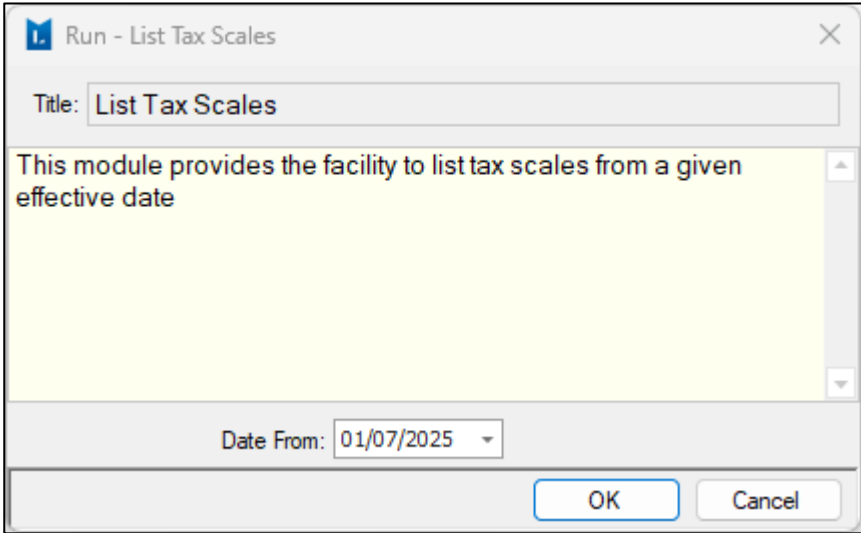 Run - List Tax Scales
Title: List Tax Scales
This module provides the facility to list tax scales from a given
effective date
Date From: 01/07/2025
OK Cancel